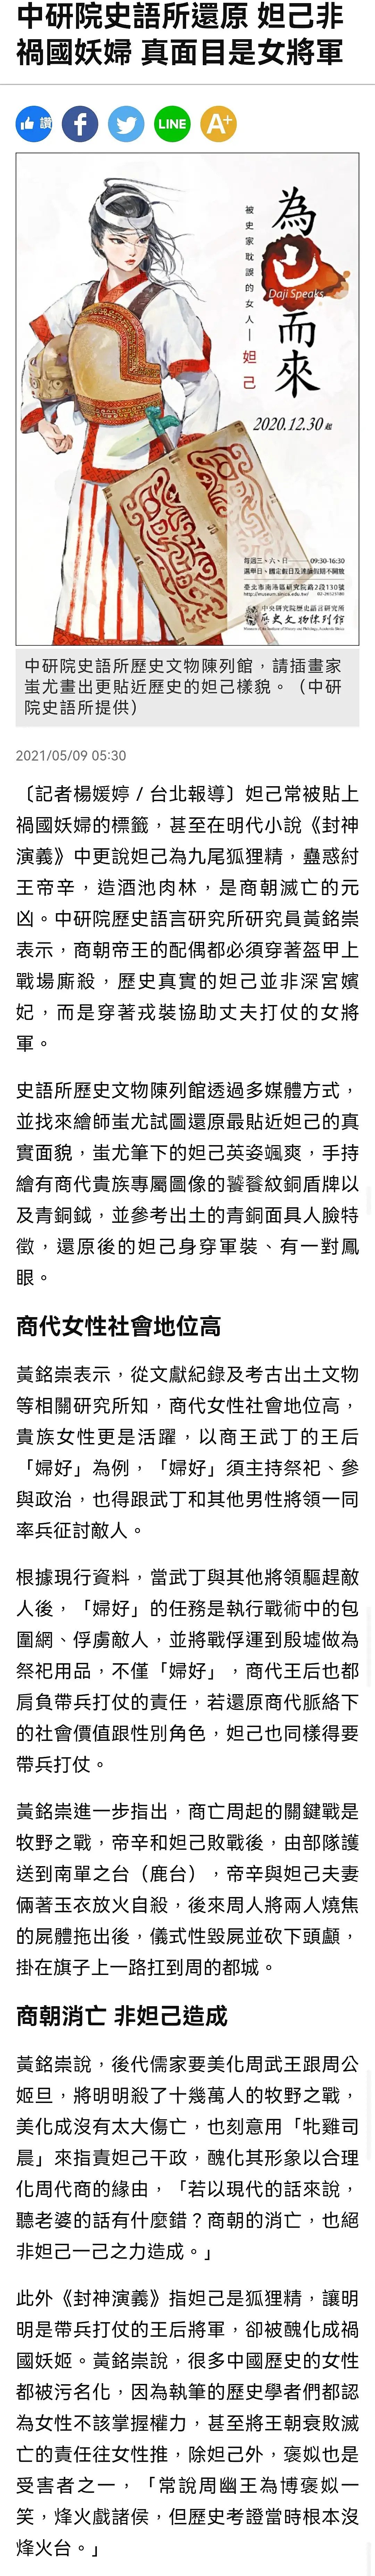 中研院史語所還原 妲己非
禍國妖婦 真面目是女將軍
讚
LINE
A+
為
己
而
來
Daji Speaks
被史家耽誤的女人—妲己
2020.12.30 起
每週三、六、日——09:30-16:30
臺北市南港區研究院路2段130號
中央研究院歷史語言研究所
歷史文物陳列館
中研院史語所歷史文物陳列館，請插畫家
蚩尤畫出更貼近歷史的妲己樣貌。（中研
院史語所提供）
2021/05/09 05:30
〔記者楊媛婷／台北報導〕妲己常被貼上
禍國妖婦的標籤，甚至在明代小說《封神
演義》中更說妲己為九尾狐狸精，蠱惑紂
王帝辛，造酒池肉林，是商朝滅亡的元
凶。中研院歷史語言研究所研究員黃銘崇
表示，商朝帝王的配偶都必須穿著盔甲上
戰場廝殺，歷史真實的妲己並非深宮嬪
妃，而是穿著戎裝協助丈夫打仗的女將
軍。
史語所歷史文物陳列館透過多媒體方式，
並找來繪師蚩尤試圖還原最貼近妲己的真
實面貌，蚩尤筆下的妲己英姿颯爽，手持
繪有商代貴族專屬圖像的饕餮紋銅盾牌以
及青銅鉞，並參考出土的青銅面具人臉特
徵，還原後的妲己身穿軍裝、有一對鳳
眼。
商代女性社會地位高
黃銘崇表示，從文獻紀錄及考古出土文物
等相關研究所知，商代女性社會地位高，
貴族女性更是活躍，以商王武丁的王后
「婦好」為例，「婦好」須主持祭祀、參
與政治，也得跟武丁和其他男性將領一同
率兵征討敵人。
根據現行資料，當武丁與其他將領驅趕敵
人後，「婦好」的任務是執行戰術中的包
圍網、俘虜敵人，並將戰俘運到殷墟做為
祭祀用品，不僅「婦好」，商代王后也都
肩負帶兵打仗的責任，若還原商代脈絡下
的社會價值跟性別角色，妲己也同樣得要
帶兵打仗。
黃銘崇進一步指出，商亡周起的關鍵戰是
牧野之戰，帝辛和妲己敗戰後，由部隊護
送到南單之台（鹿台），帝辛與妲己夫妻
倆著玉衣放火自殺，後來周人將兩人燒焦
的屍體拖出後，儀式性毀屍並砍下頭顱，
掛在旗子上一路扛到周的都城。
商朝消亡 非妲己造成
黃銘崇說，後代儒家要美化周武王跟周公
姬旦，將明明殺了十幾萬人的牧野之戰，
美化成沒有太大傷亡，也刻意用「牝雞司
晨」來指責妲己干政，醜化其形象以合理
化周代商的緣由，「若以現代的話來說，
聽老婆的話有什麼錯？商朝的消亡，也絕
非妲己一己之力造成。」
此外《封神演義》指妲己是狐狸精，讓明
明是帶兵打仗的王后將軍，卻被醜化成禍
國妖姬。黃銘崇說，很多中國歷史的女性
都被污名化，因為執筆的歷史學者們都認
為女性不該掌握權力，甚至將王朝衰敗滅
亡的責任往女性推，除妲己外，褒姒也是
受害者之一，「常說周幽王為博褒姒一
笑，烽火戲諸侯，但歷史考證當時根本沒
烽火台。」